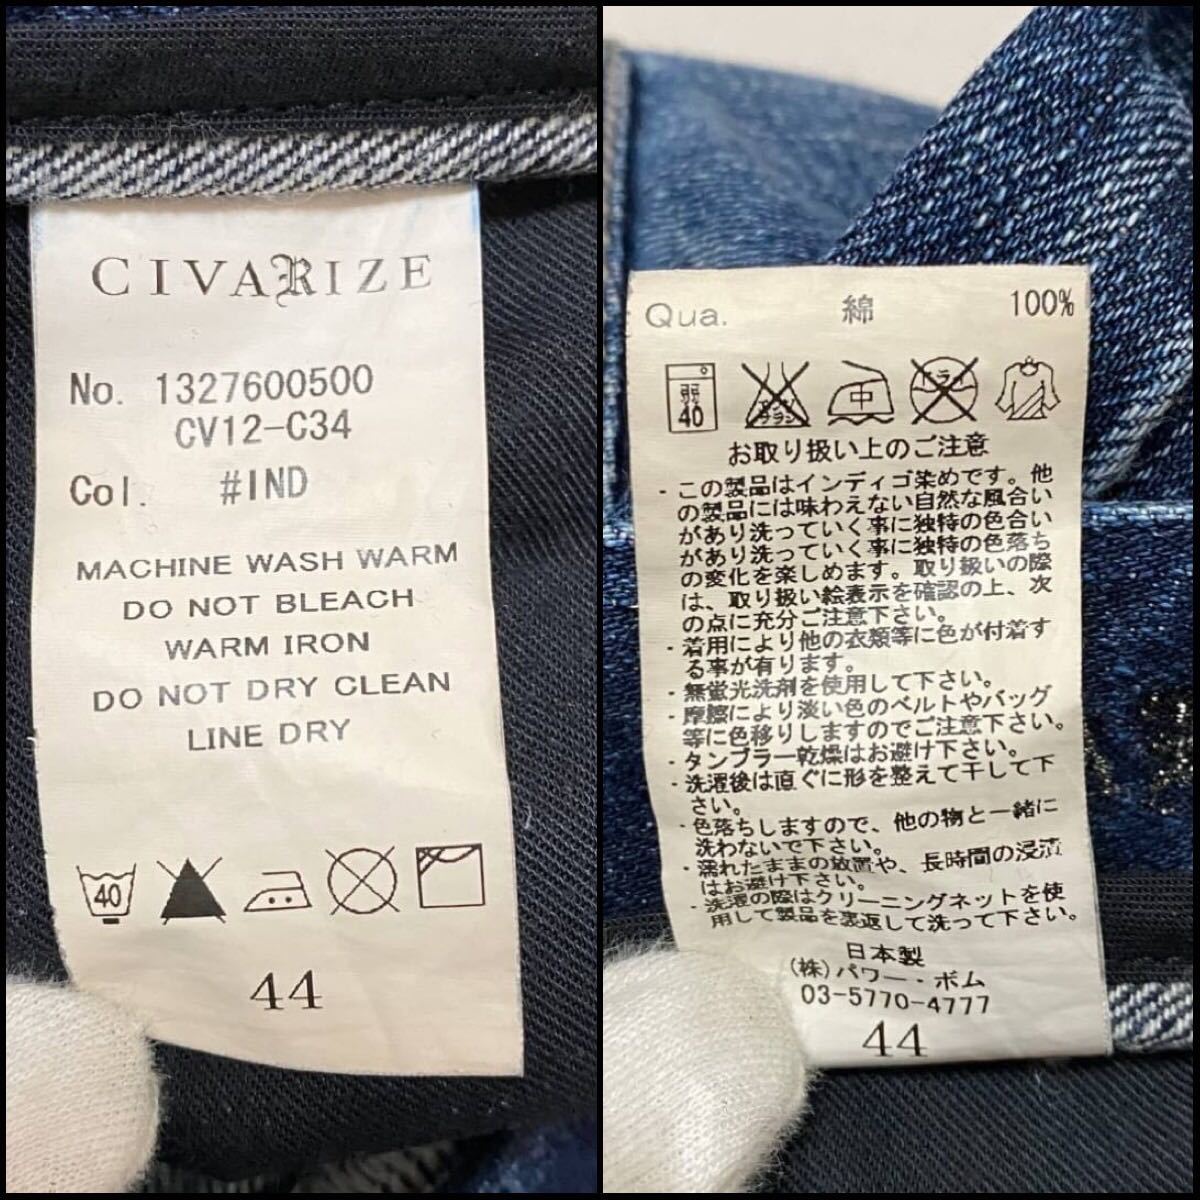 CIVARIZE
No. 1327600500
CV12-C34
Col. #IND
MACHINE WASH WARM
DO NOT BLEACH
WARM IRON
DO NOT DRY CLEAN
LINE DRY
40
44
Qua. 綿 100%
弱 40 エンソサラシ 中 ドライ
お取り扱い上のご注意
・この製品はインディゴ染めです。他
の製品には味わえない自然な風合い
があり洗っていく事に独特の色合い
があり洗っていく事に独特の色落ち
の変化を楽しめます。取り扱いの際
は、取り扱い絵表示を確認の上、次
の点に充分ご注意下さい。
・着用により他の衣類等に色が付着す
る事が有ります。
・無蛍光洗剤を使用して下さい。
・摩擦により淡い色のベルトやバッグ
等に色移りしますのでご注意下さい。
・タンブラー乾燥はお避け下さい。
・洗濯後は直ぐに形を整えて干して下
さい。
・色落ちしますので、他の物と一緒に
洗わないで下さい。
・濡れたままの放置や、長時間の浸漬
はお避け下さい。
・洗濯の際はクリーニングネットを使
用して製品を裏返して洗って下さい。
日本製
(株)パワー・ボム
03-5770-4777
44